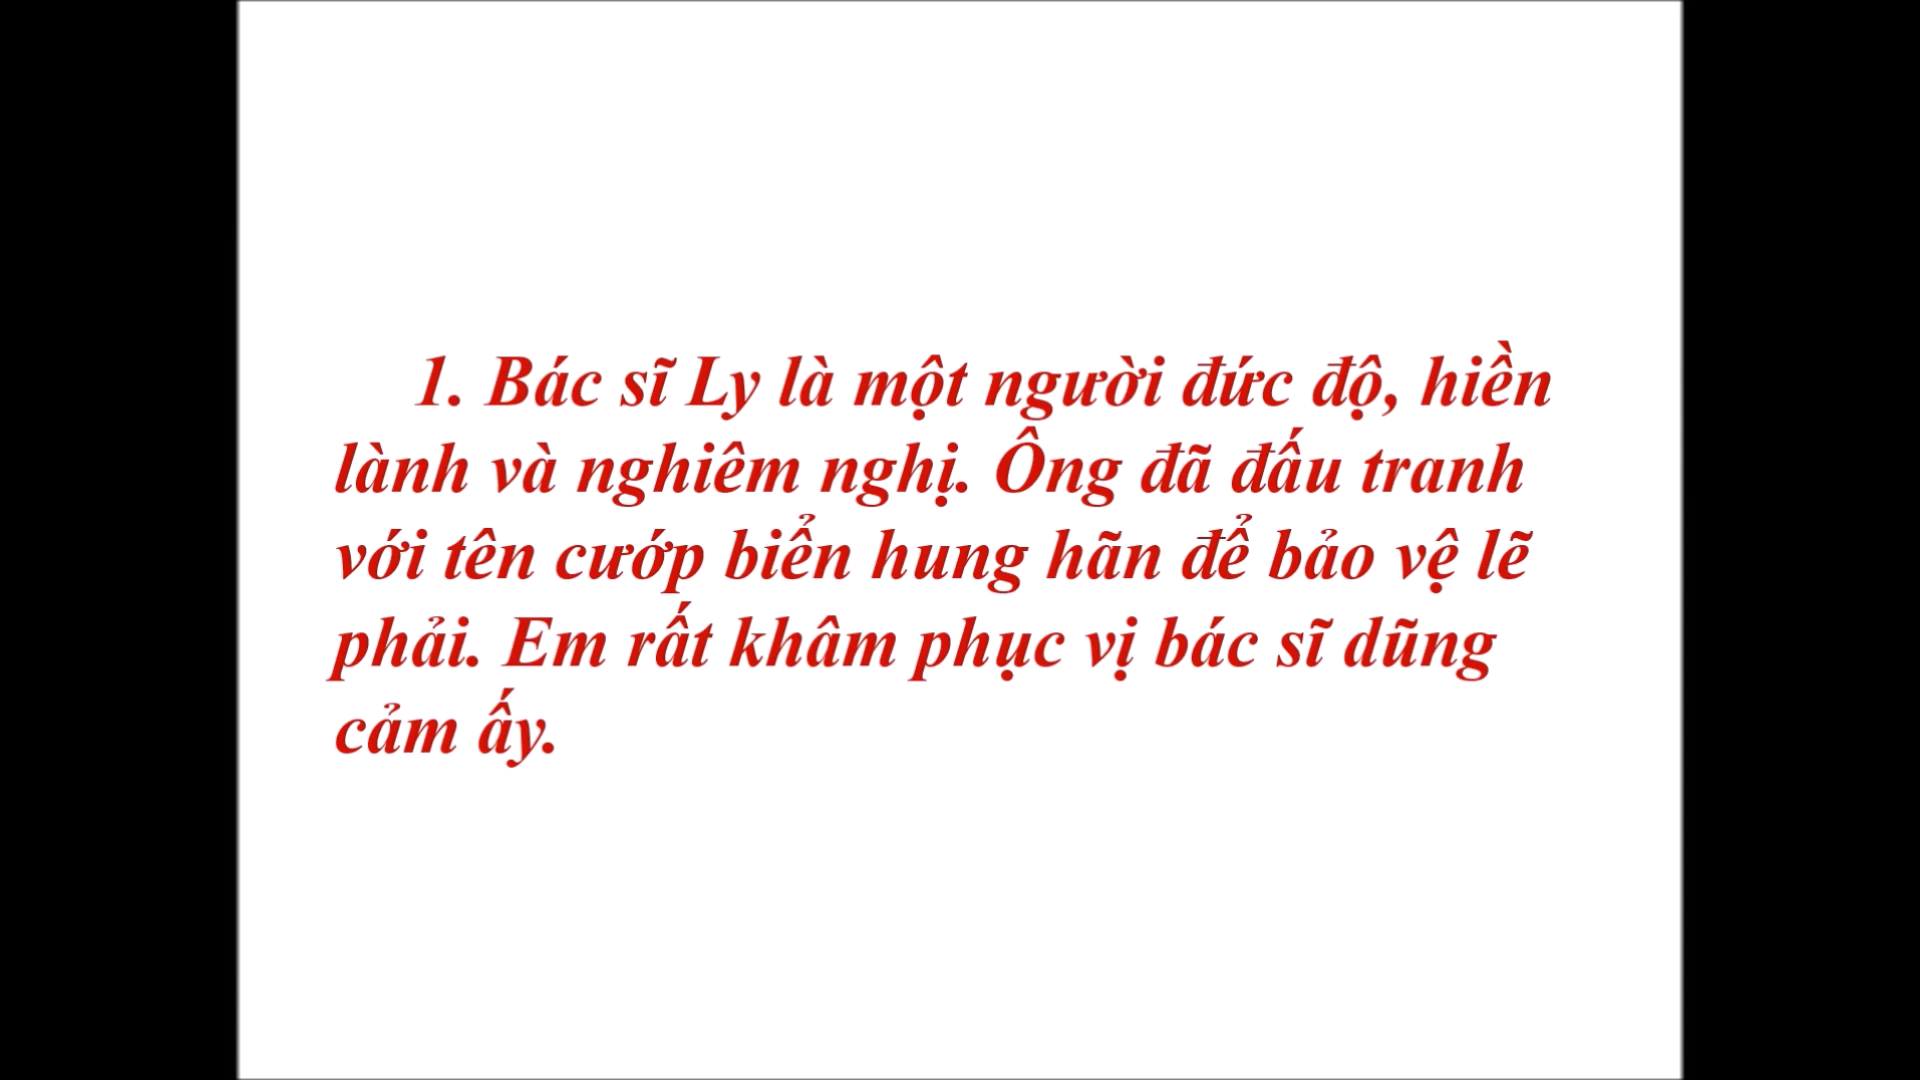 1. Bác sĩ Ly là một người đức độ, hiền
lành và nghiêm nghị. Ông đã đấu tranh
với tên cướp biển hung hãn để bảo vệ lẽ
phải. Em rất khâm phục vị bác sĩ dũng
cảm ấy.